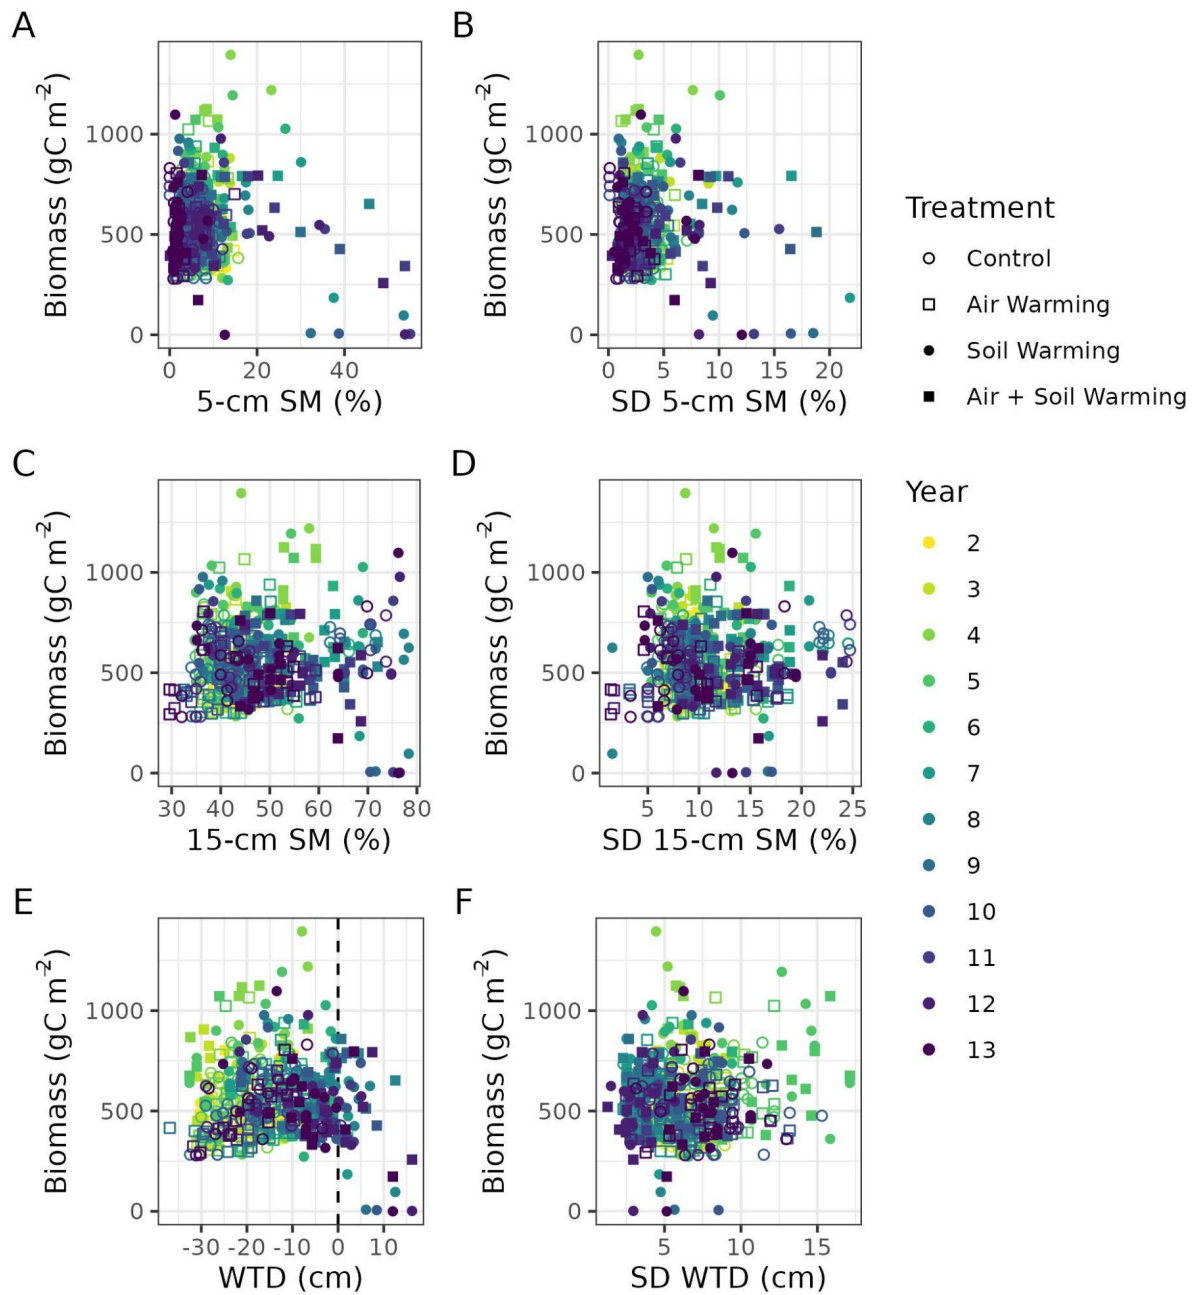 A
B
Biomass (gC m⁻²)
1000
500
0
0 20 40
5-cm SM (%)
Biomass (gC m⁻²)
1000
500
0
0 5 10 15 20
SD 5-cm SM (%)
Treatment
Control
Air Warming
Soil Warming
Air + Soil Warming
C
D
Biomass (gC m⁻²)
1000
500
0
30 40 50 60 70 80
15-cm SM (%)
Biomass (gC m⁻²)
1000
500
0
5 10 15 20 25
SD 15-cm SM (%)
Year
2
3
4
5
6
7
8
9
10
11
12
13
E
F
Biomass (gC m⁻²)
1000
500
0
-30 -20 -10 0 10
WTD (cm)
Biomass (gC m⁻²)
1000
500
0
5 10 15
SD WTD (cm)